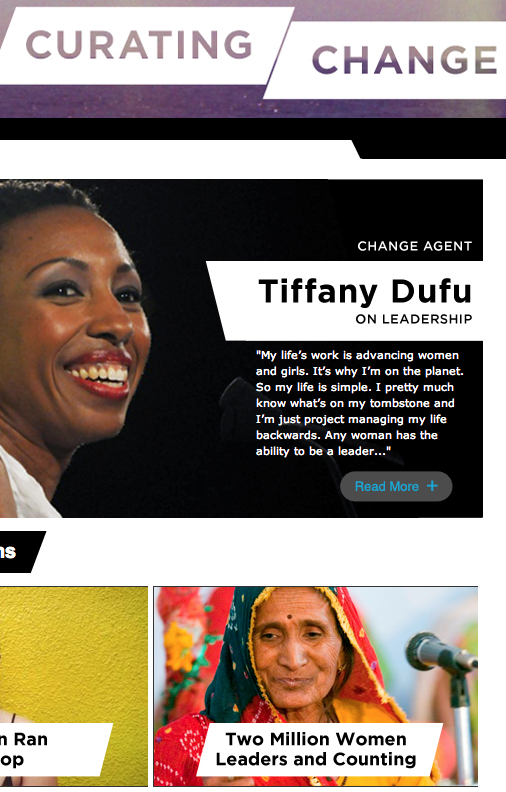 CURATING
CHANGE
CHANGE AGENT
Tiffany Dufu
ON LEADERSHIP
"My life's work is advancing women
and girls. It's why I'm on the planet.
So my life is simple. I pretty much
know what's on my tombstone and
I'm just project managing my life
backwards. Any woman has the
ability to be a leader..."
Read More +
Ran
Two Million Women
Leaders and Counting